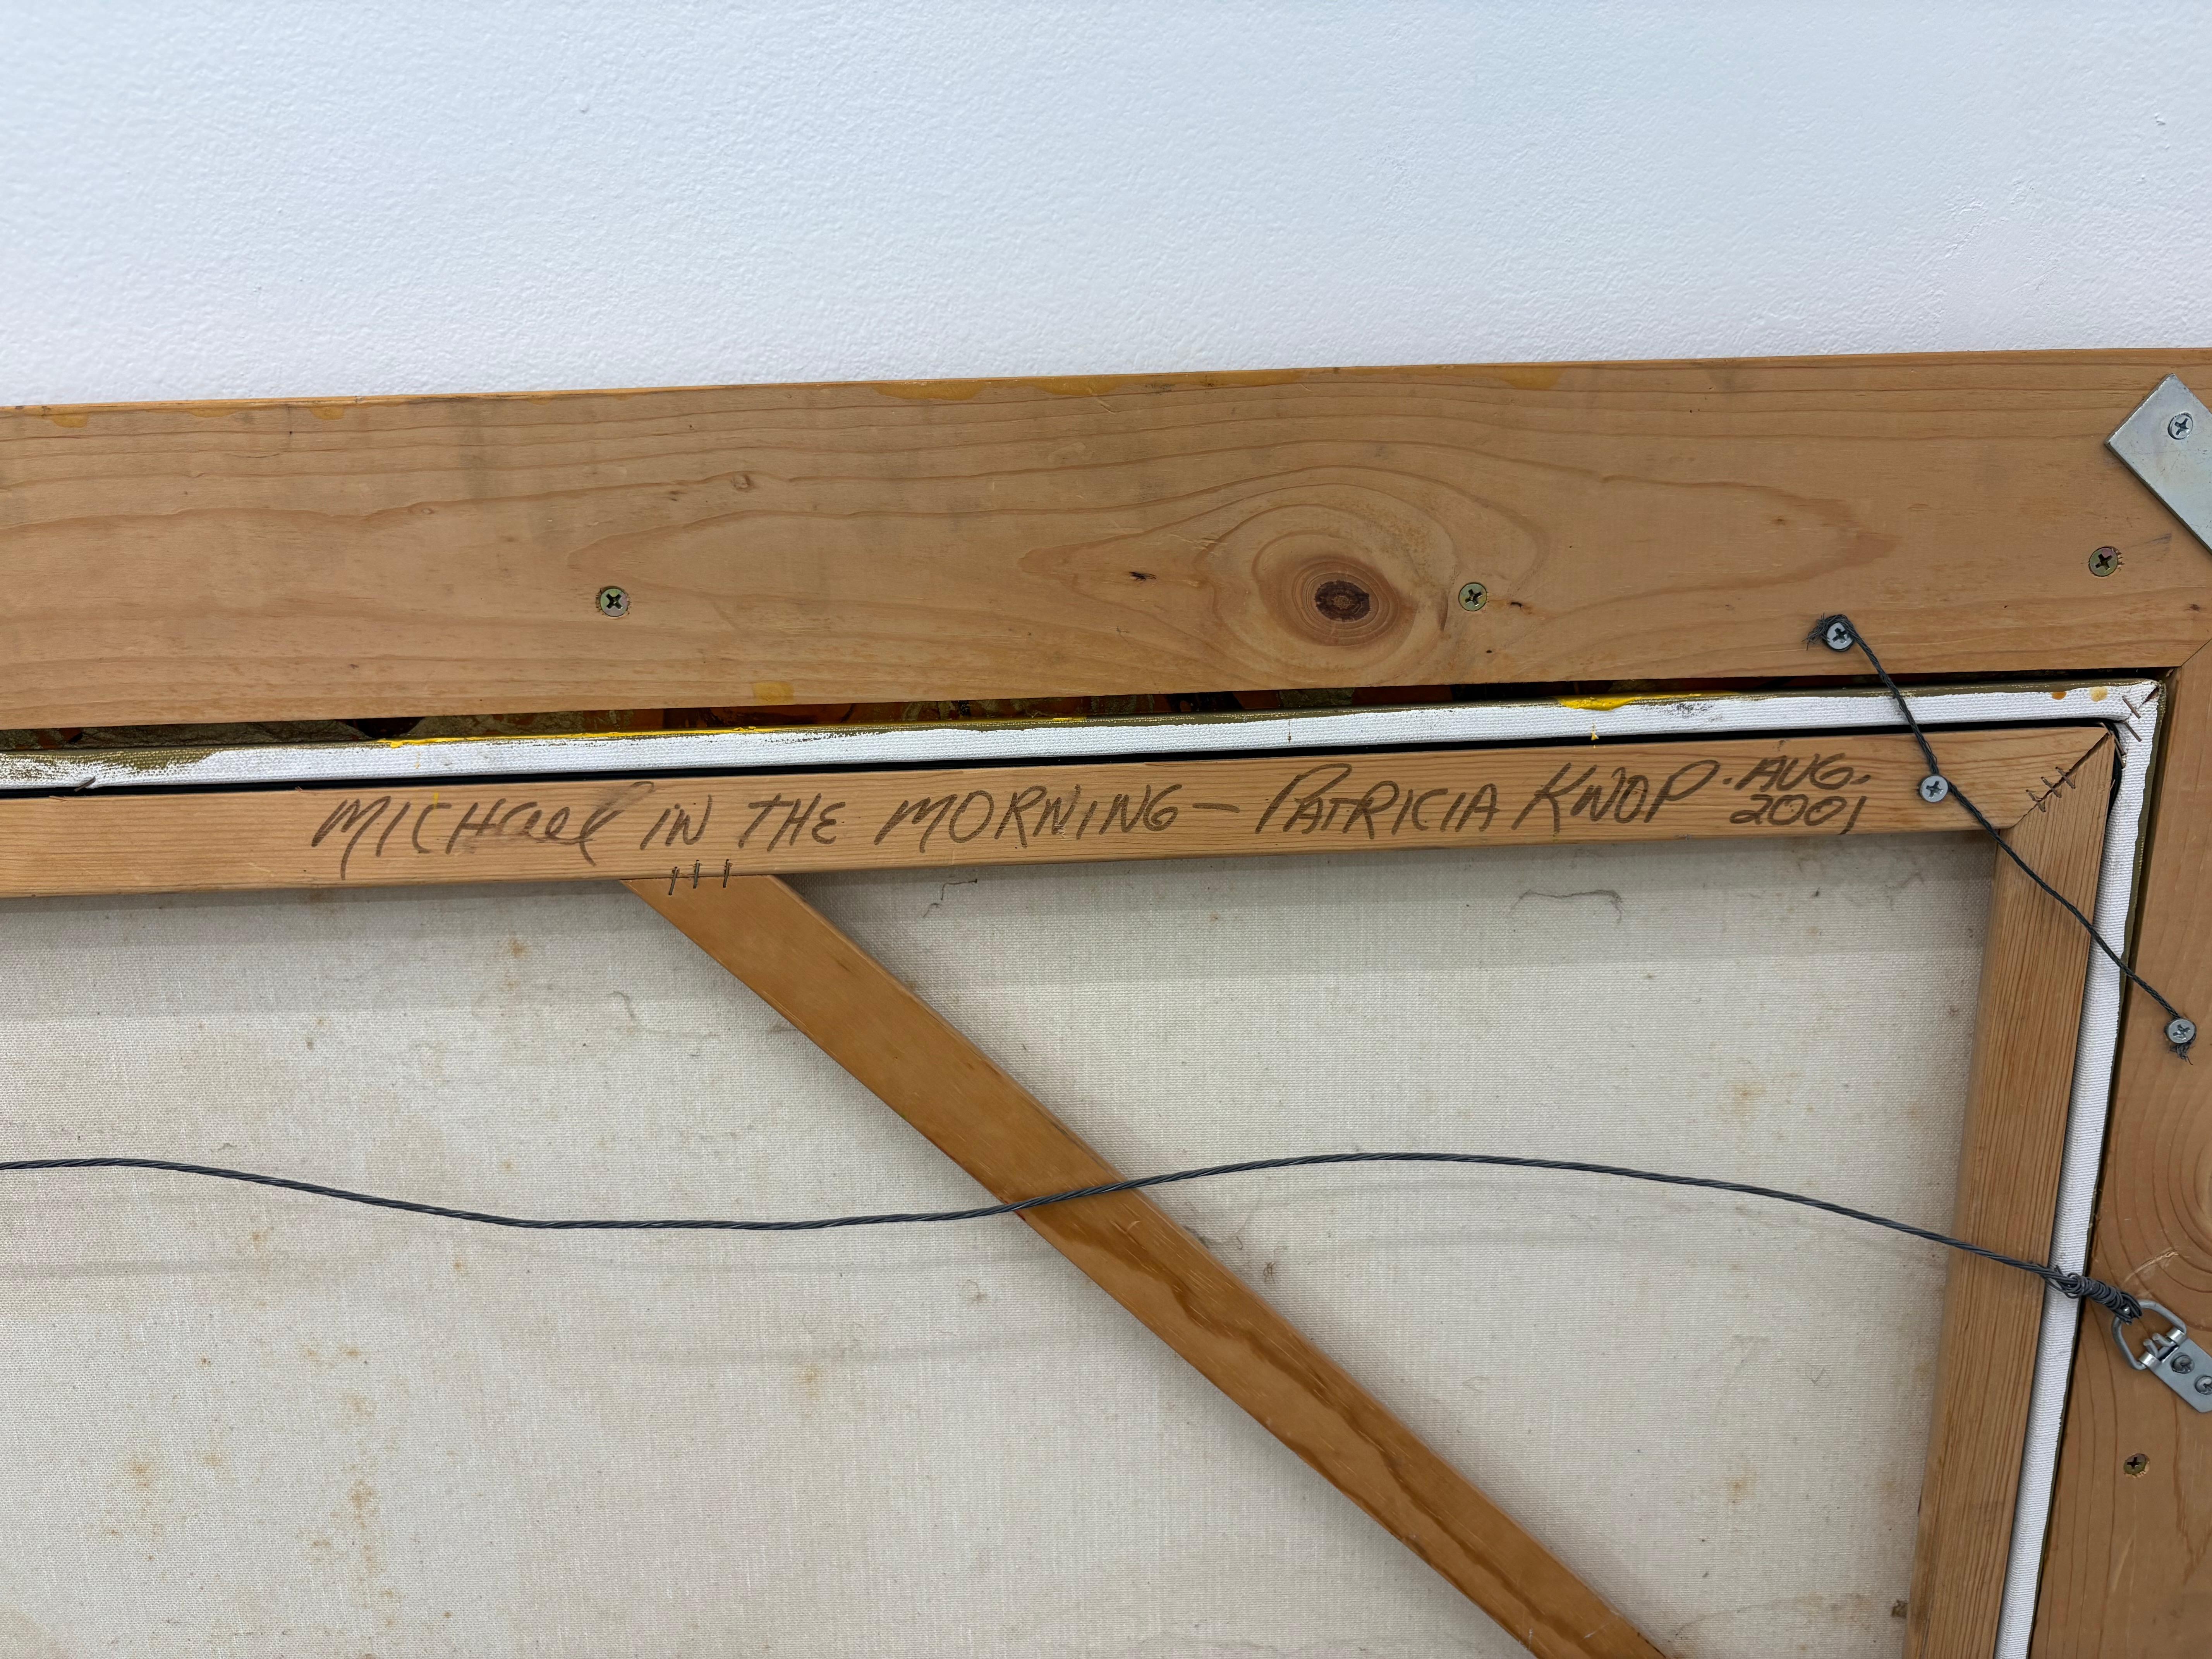 MICHael IN THE MORNING — PATRICIA KNOP. AUG.
2001